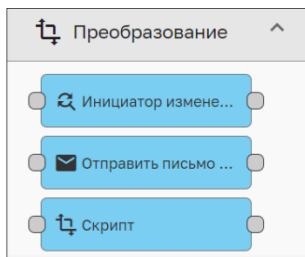 Преобразование
Инициатор измене...
Отправить письмо ...
Скрипт